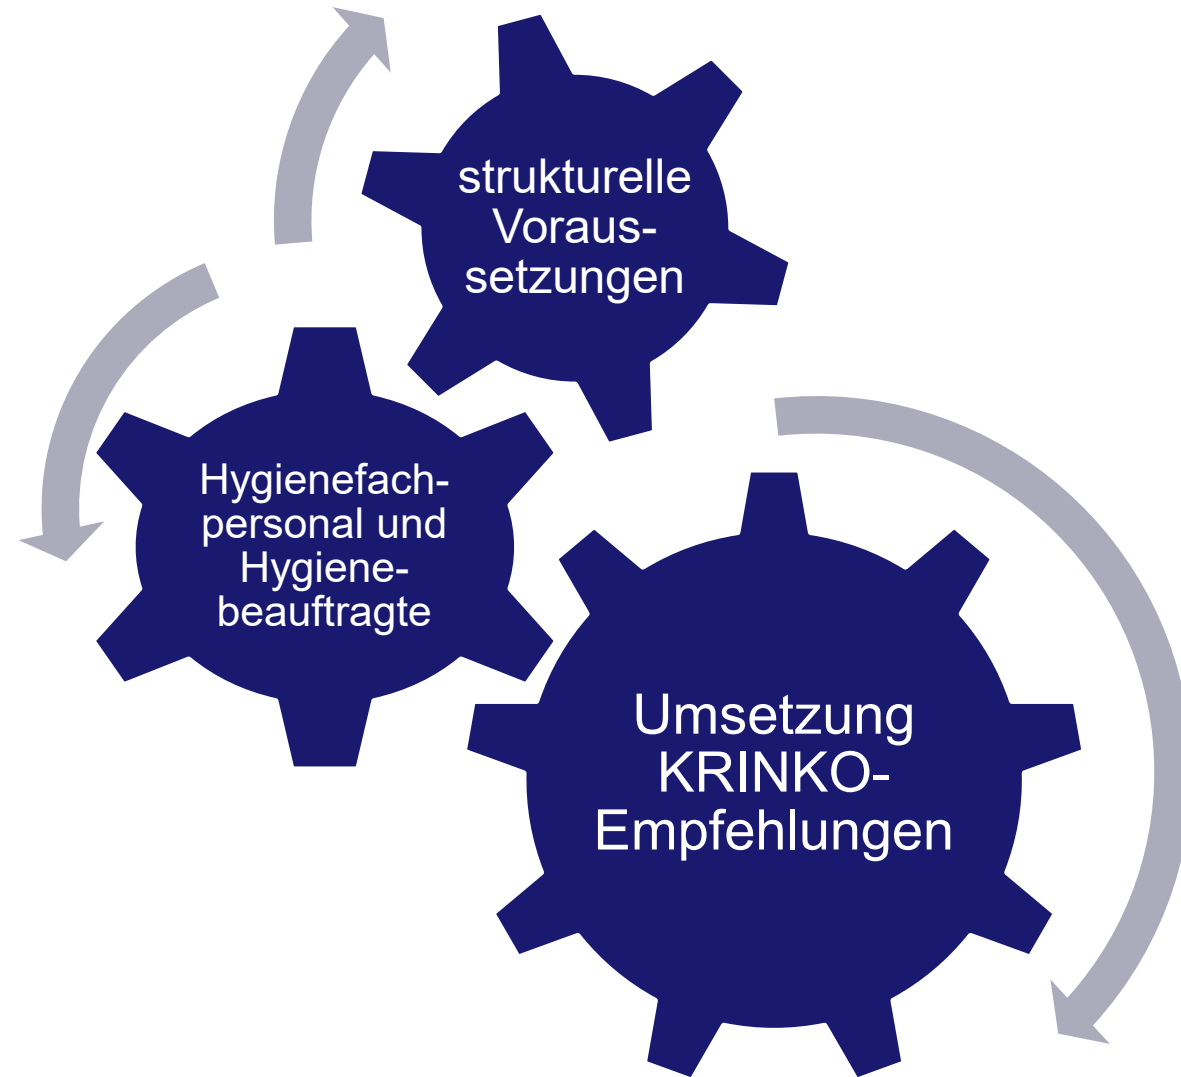 strukturelle
Voraus-
setzungen
Hygienefach-
personal und
Hygiene-
beauftragte
Umsetzung
KRINKO-
Empfehlungen